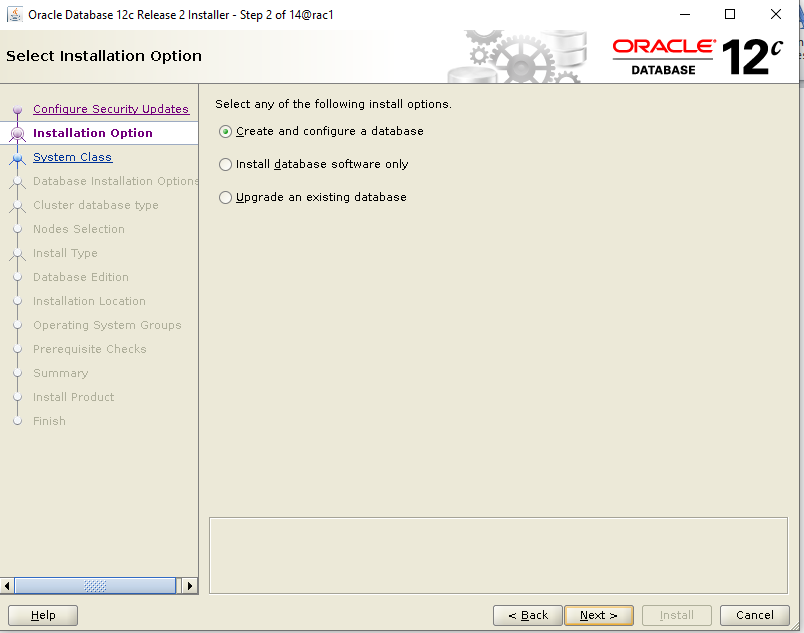 Oracle Database 12c Release 2 Installer - Step 2 of 14@rac1
Select Installation Option
ORACLE®
DATABASE
12c
Configure Security Updates
Installation Option
System Class
Database Installation Options
Cluster database type
Nodes Selection
Install Type
Database Edition
Installation Location
Operating System Groups
Prerequisite Checks
Summary
Install Product
Finish
Select any of the following install options.
Create and configure a database
Install database software only
Upgrade an existing database
Help
< Back
Next >
Install
Cancel